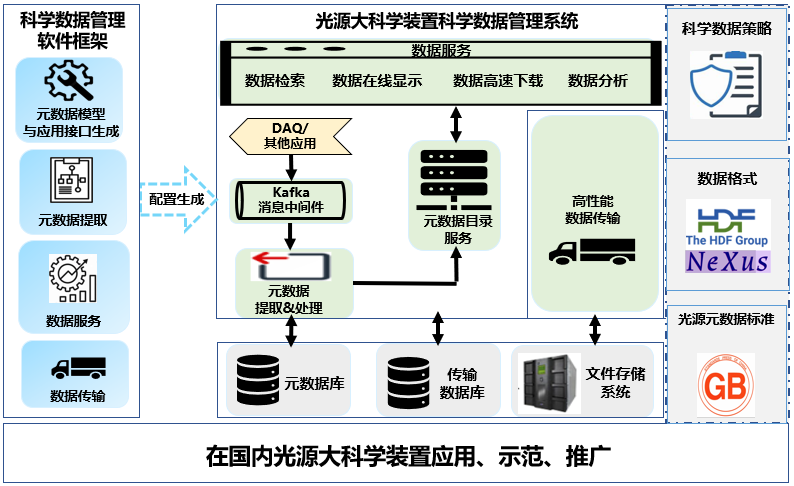 科学数据管理
软件框架
元数据模型
与应用接口生成
元数据提取
数据服务
数据传输
配置生成
光源大科学装置科学数据管理系统
数据服务
数据检索
数据在线显示
数据高速下载
数据分析
DAQ/
其他应用
Kafka
消息中间件
元数据
提取&处理
元数据目录
服务
高性能
数据传输
元数据库
传输
数据库
文件存储
系统
科学数据策略
数据格式
HDF
The HDF Group
NeXus
光源元数据标准
GB
在国内光源大科学装置应用、示范、推广